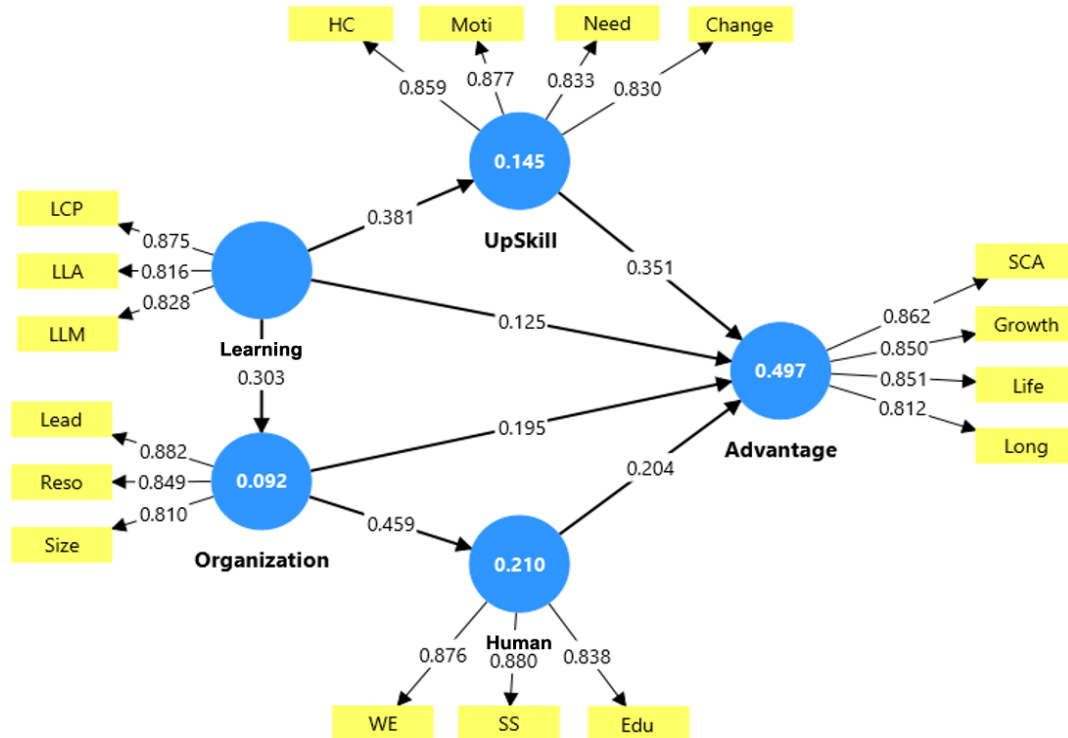 HC
Moti
Need
Change
0.859
0.877
0.833
0.830
0.145
UpSkill
LCP
LLA
LLM
0.875
0.816
0.828
Learning
0.381
0.351
0.125
0.303
SCA
Growth
Life
Long
0.862
0.850
0.851
0.812
0.497
Advantage
Lead
Reso
Size
0.882
0.849
0.810
0.092
Organization
0.195
0.204
0.459
0.210
Human
0.876
0.880
0.838
WE
SS
Edu